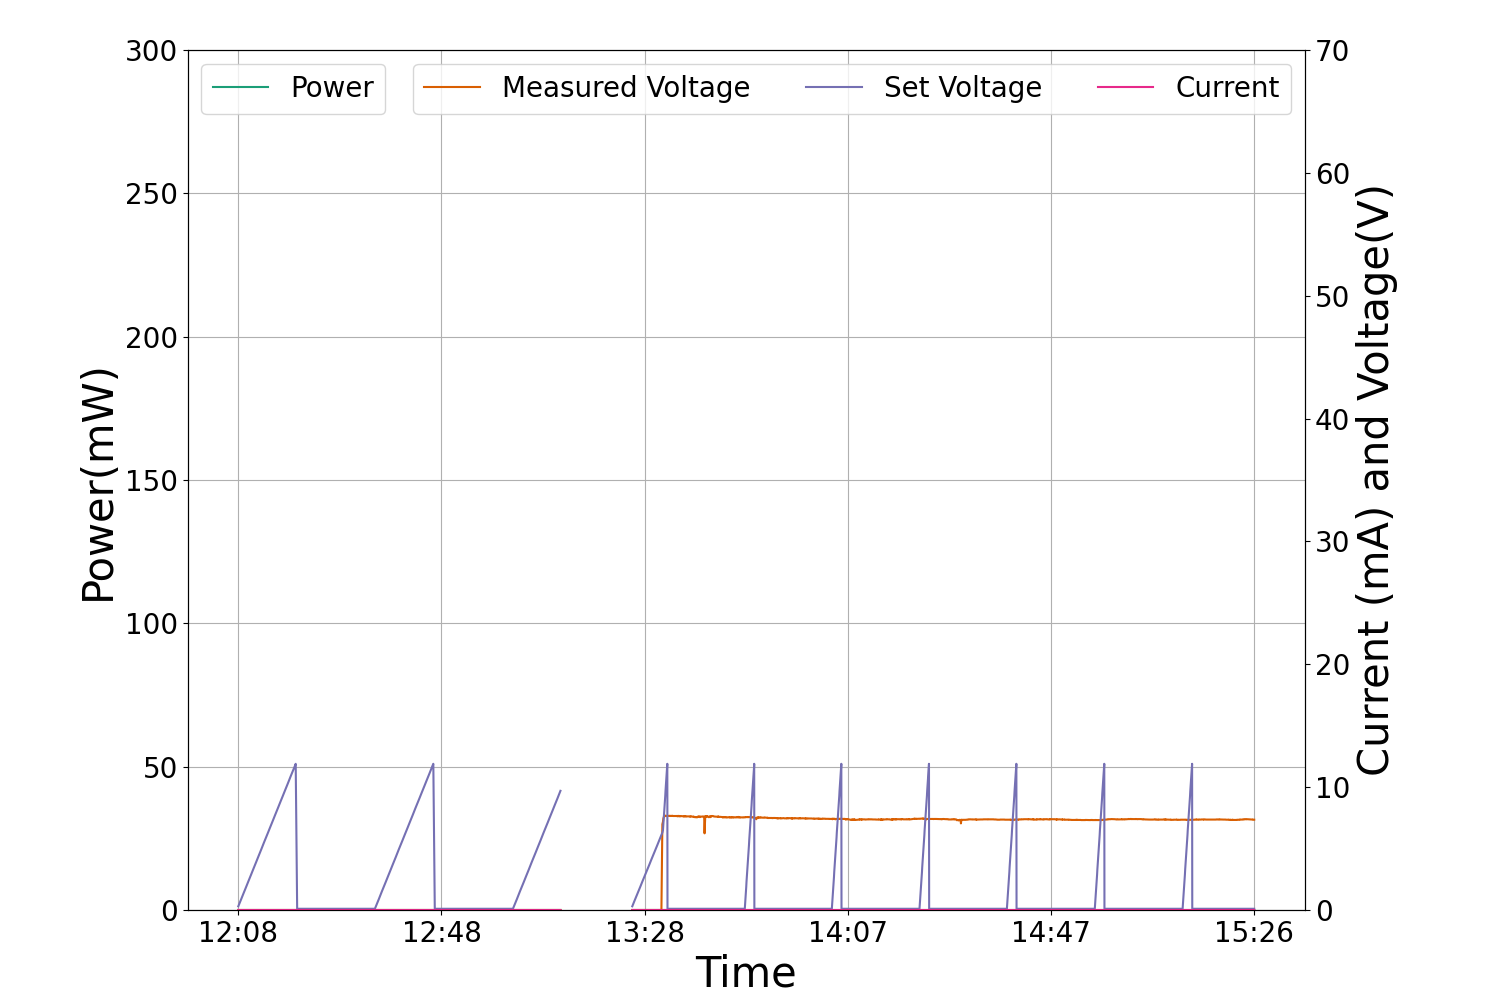 300
250
200
150
100
50
0
Power(mW)
Power
Measured Voltage
Set Voltage
Current
70
60
50
40
30
20
10
0
Current (mA) and Voltage(V)
12:08 12:48 13:28 14:07 14:47 15:26
Time